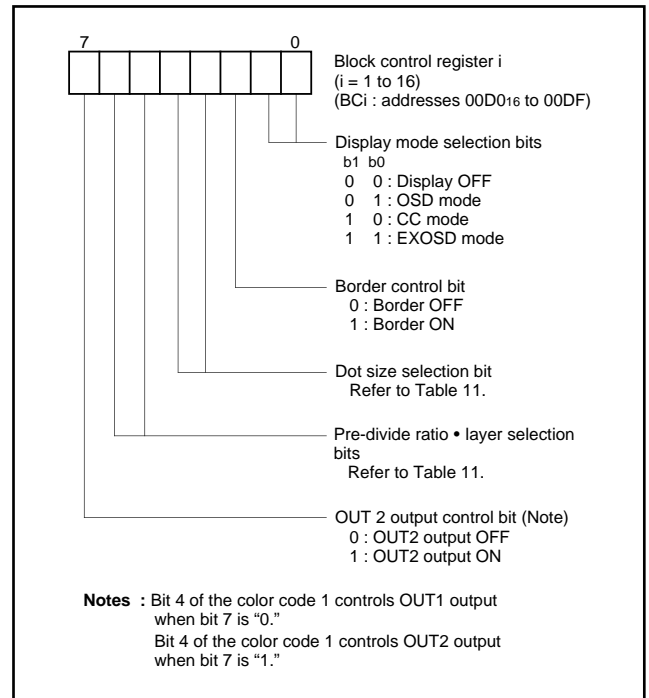 7 0
Block control register i
(i = 1 to 16)
(BCi : addresses 00D016 to 00DF)
Display mode selection bits
b1 b0
0 0 : Display OFF
0 1 : OSD mode
1 0 : CC mode
1 1 : EXOSD mode
Border control bit
0 : Border OFF
1 : Border ON
Dot size selection bit
Refer to Table 11.
Pre-divide ratio • layer selection
bits
Refer to Table 11.
OUT 2 output control bit (Note)
0 : OUT2 output OFF
1 : OUT2 output ON
Notes : Bit 4 of the color code 1 controls OUT1 output
when bit 7 is “0.”
Bit 4 of the color code 1 controls OUT2 output
when bit 7 is “1.”